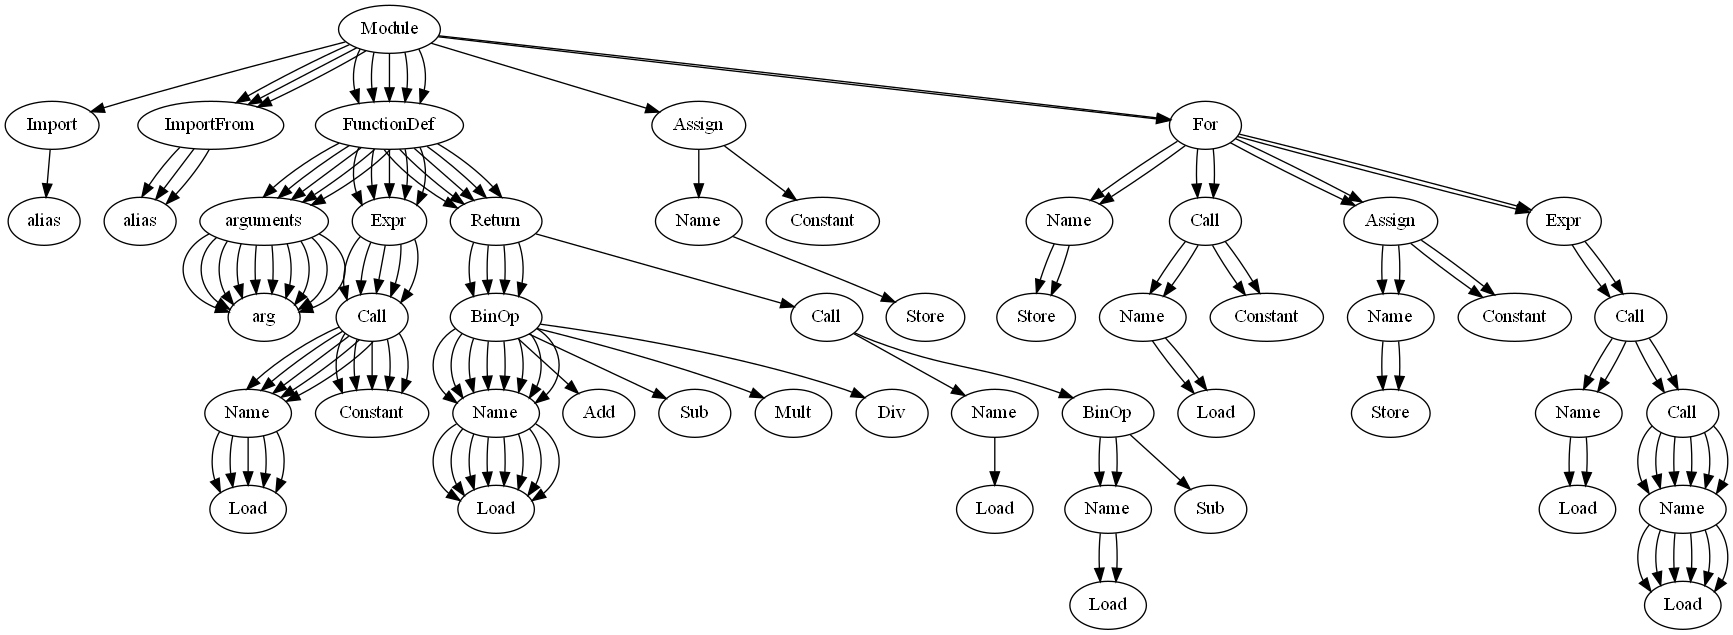 Module
Import ImportFrom FunctionDef Assign For
alias alias arguments Expr Return Name Constant Name Call Assign Expr
arg Call BinOp Call Store Store Name Constant Name Constant Call
Name Constant Name Add Sub Mult Div Name BinOp Load Store Name Call
Load Load Load Name Sub Load Name
Load Load